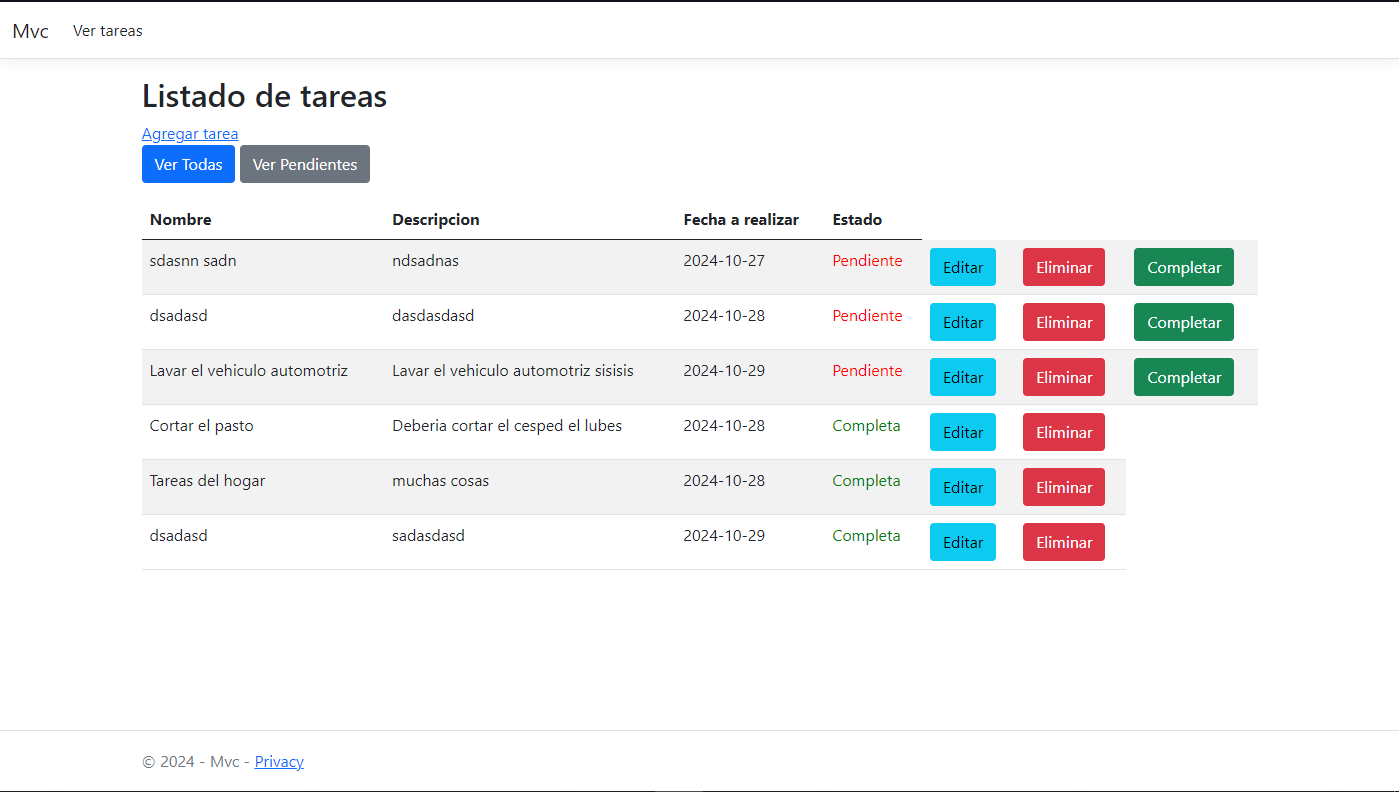 Mvc Ver tareas
Listado de tareas
Agregar tarea
Ver Todas Ver Pendientes
Nombre Descripcion Fecha a realizar Estado
sdasnn sadn ndsadnas 2024-10-27 Pendiente Editar Eliminar Completar
dsadasd dasdasdasd 2024-10-28 Pendiente Editar Eliminar Completar
Lavar el vehiculo automotriz Lavar el vehiculo automotriz sisisis 2024-10-29 Pendiente Editar Eliminar Completar
Cortar el pasto Deberia cortar el cesped el lubes 2024-10-28 Completa Editar Eliminar
Tareas del hogar muchas cosas 2024-10-28 Completa Editar Eliminar
dsadasd sadasdasd 2024-10-29 Completa Editar Eliminar
© 2024 - Mvc - Privacy